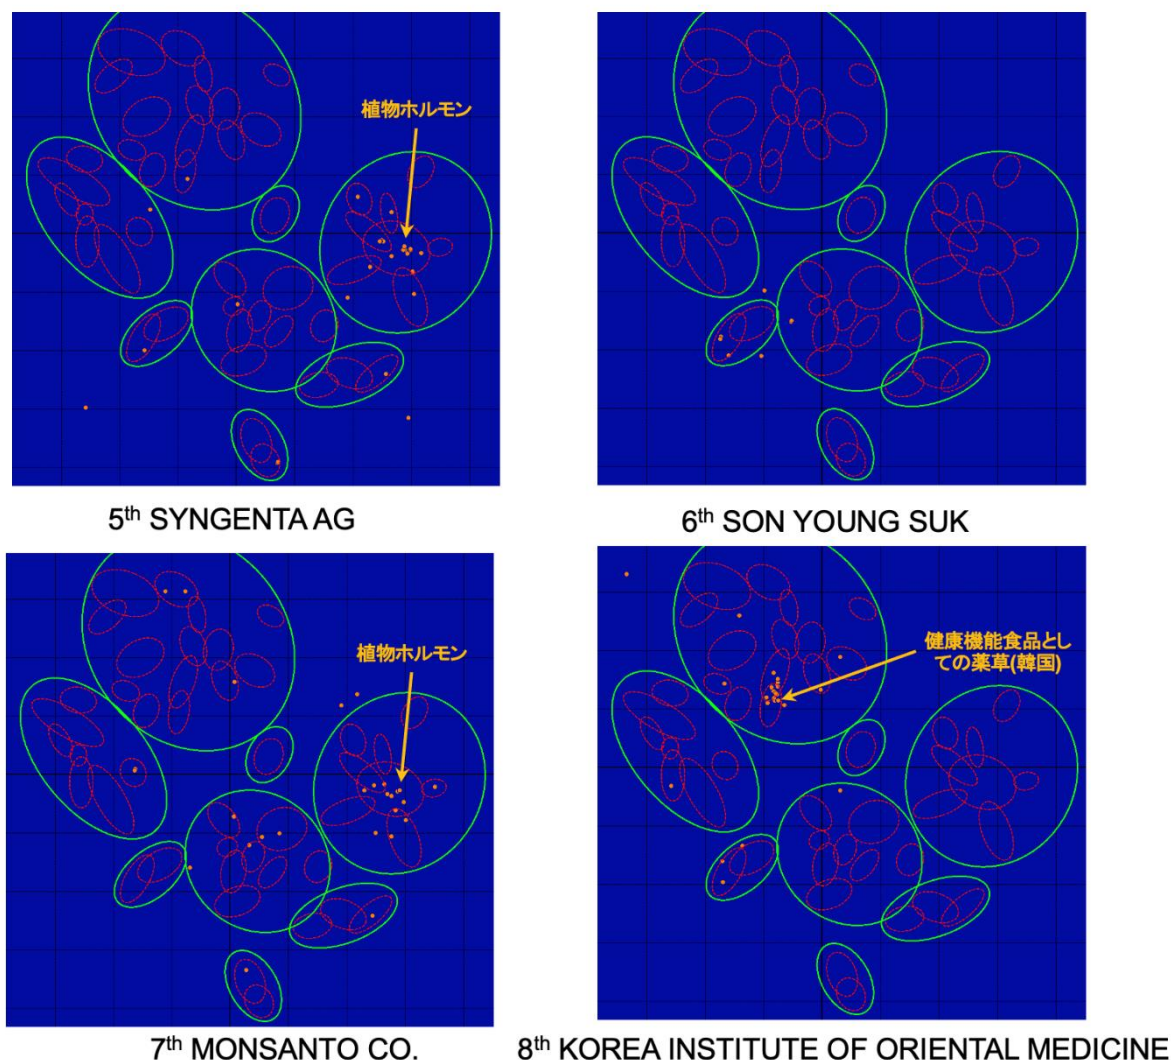 植物ホルモン
5th SYNGENTA AG
6th SON YOUNG SUK
植物ホルモン
健康機能食品とし
ての薬草(韓国)
7th MONSANTO CO.
8th KOREA INSTITUTE OF ORIENTAL MEDICINE